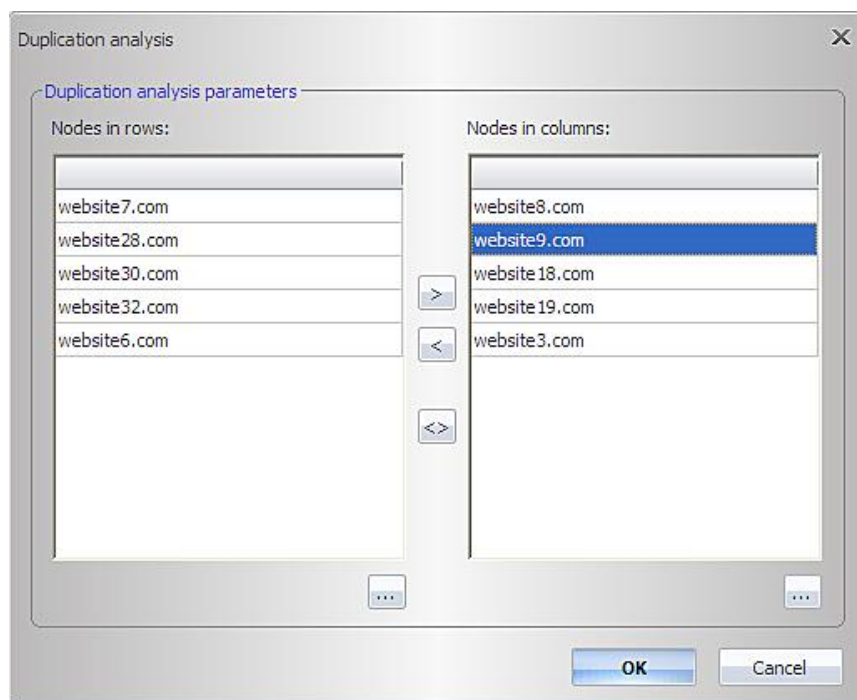 Duplication analysis
Duplication analysis parameters
Nodes in rows:
website7.com
website28.com
website30.com
website32.com
website6.com
>
<
<>
Nodes in columns:
website8.com
website9.com
website18.com
website19.com
website3.com
...
...
OK
Cancel